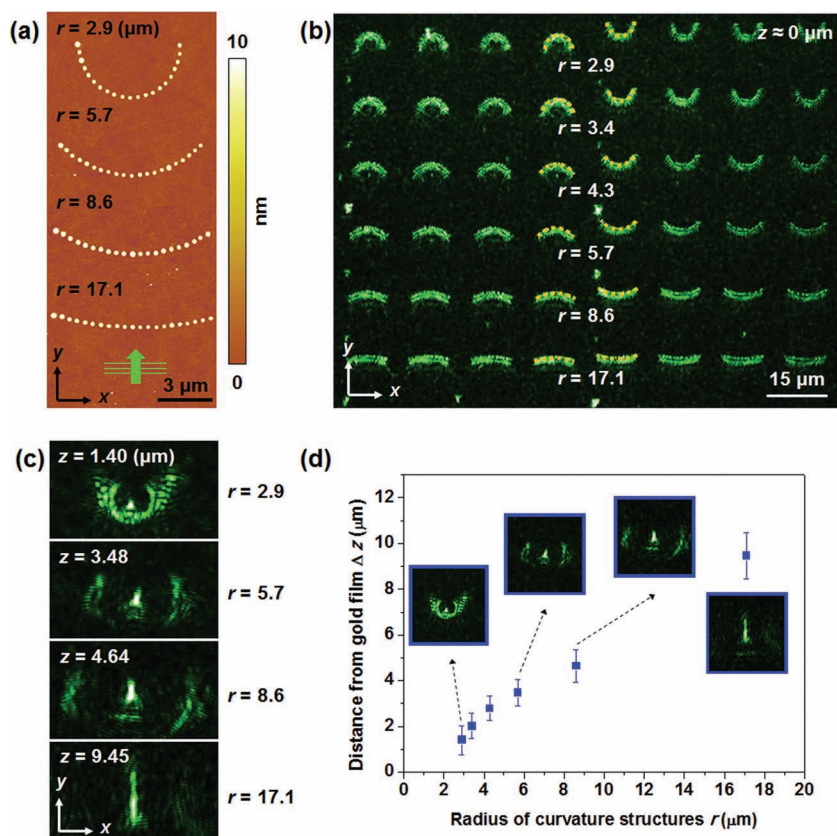 (a)
r = 2.9 (μm)
r = 5.7
r = 8.6
r = 17.1
y
x
3 μm
10
nm
0
(b)
z ≈ 0 μm
r = 2.9
r = 3.4
r = 4.3
r = 5.7
r = 8.6
r = 17.1
y
x
15 μm
(c)
z = 1.40 (μm)
r = 2.9
z = 3.48
r = 5.7
z = 4.64
r = 8.6
z = 9.45
r = 17.1
y
x
(d)
Distance from gold film Δ z (μm)
12
10
8
6
4
2
0
0 2 4 6 8 10 12 14 16 18 20
Radius of curvature structures r (μm)